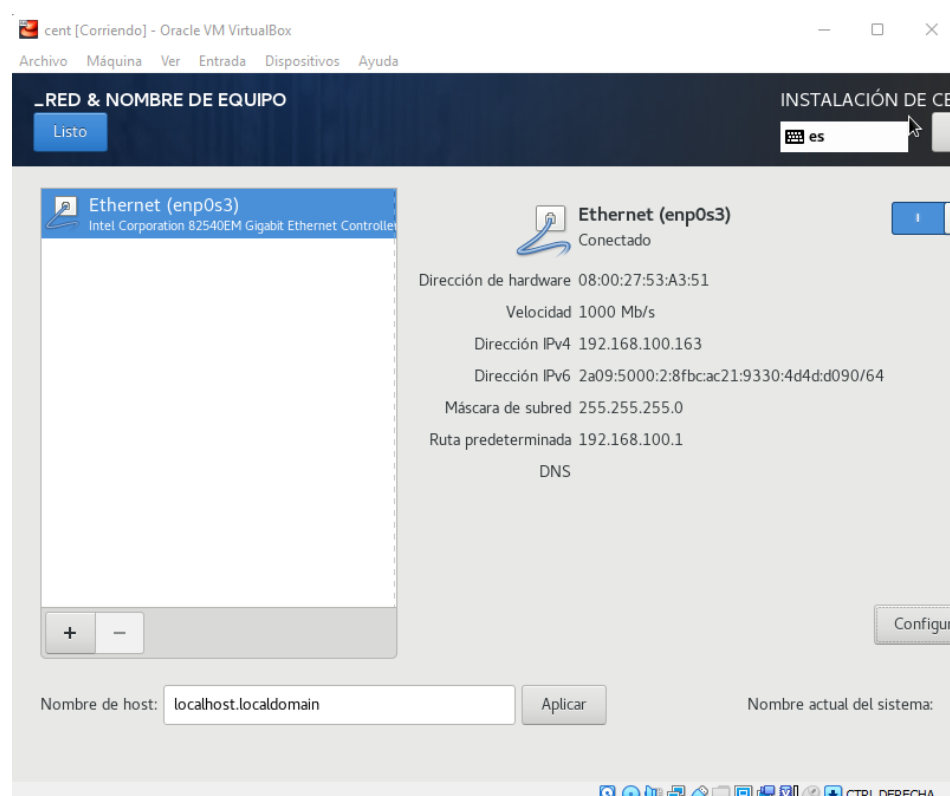 cent [Corriendo] - Oracle VM VirtualBox
Archivo Máquina Ver Entrada Dispositivos Ayuda
_RED & NOMBRE DE EQUIPO
INSTALACIÓN DE CE
Listo
es
Ethernet (enp0s3)
Intel Corporation 82540EM Gigabit Ethernet Controlle
Ethernet (enp0s3)
Conectado
Dirección de hardware 08:00:27:53:A3:51
Velocidad 1000 Mb/s
Dirección IPv4 192.168.100.163
Dirección IPv6 2a09:5000:2:8fbc:ac21:9330:4d4d:d090/64
Máscara de subred 255.255.255.0
Ruta predeterminada 192.168.100.1
DNS
Configur
Nombre de host: localhost.localdomain Aplicar Nombre actual del sistema:
CTRL DERECHA